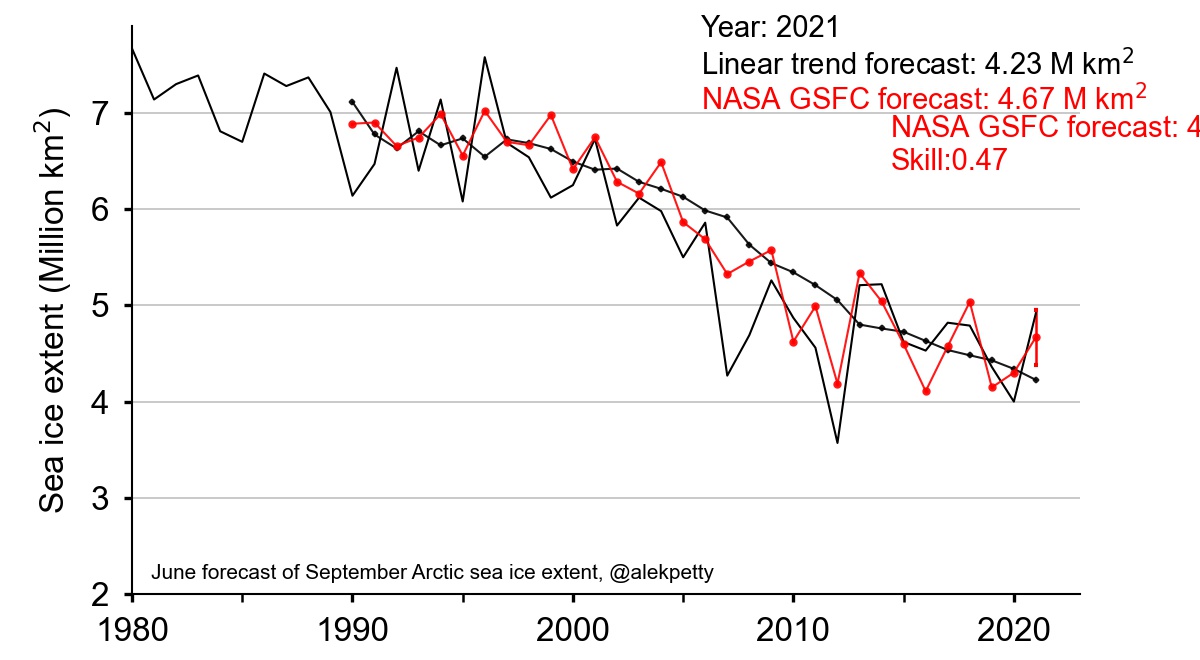 Year: 2021
Linear trend forecast: 4.23 M km²
NASA GSFC forecast: 4.67 M km²
NASA GSFC forecast: 4
Skill:0.47
Sea ice extent (Million km²)
7
6
5
4
3
2
June forecast of September Arctic sea ice extent, @alekpetty
1980 1990 2000 2010 2020